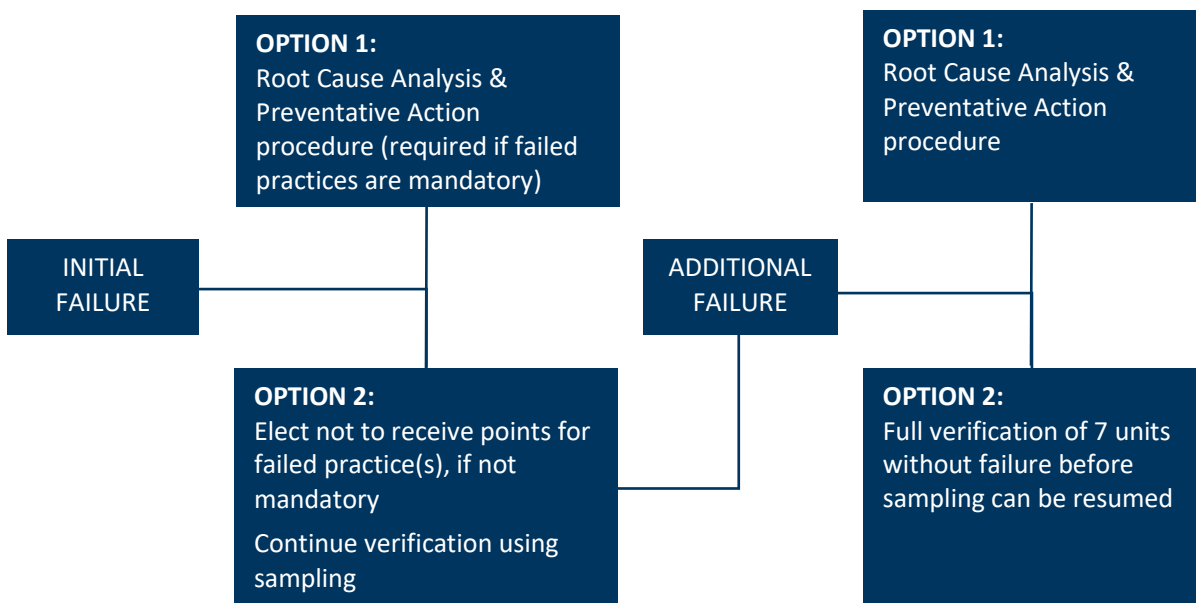 OPTION 1:
Root Cause Analysis &
Preventative Action
procedure (required if failed
practices are mandatory)
INITIAL
FAILURE
OPTION 2:
Elect not to receive points for
failed practice(s), if not
mandatory
Continue verification using
sampling
ADDITIONAL
FAILURE
OPTION 1:
Root Cause Analysis &
Preventative Action
procedure
OPTION 2:
Full verification of 7 units
without failure before
sampling can be resumed